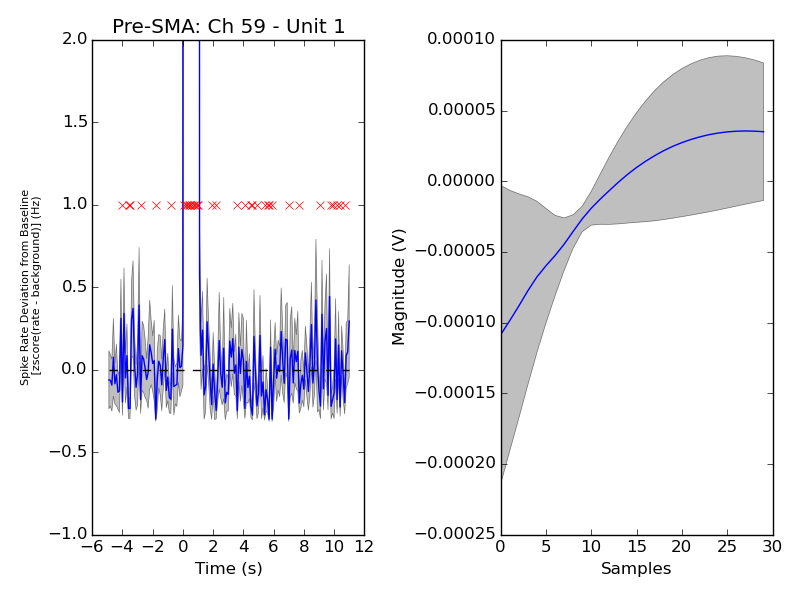 Pre-SMA: Ch 59 - Unit 1
Spike Rate Deviation from Baseline
[zscore(rate - background)] (Hz)
2.0
1.5
1.0
0.5
0.0
−0.5
−1.0
−6 −4 −2 0 2 4 6 8 10 12
Time (s)
Magnitude (V)
0.00010
0.00005
0.00000
−0.00005
−0.00010
−0.00015
−0.00020
−0.00025
0 5 10 15 20 25 30
Samples